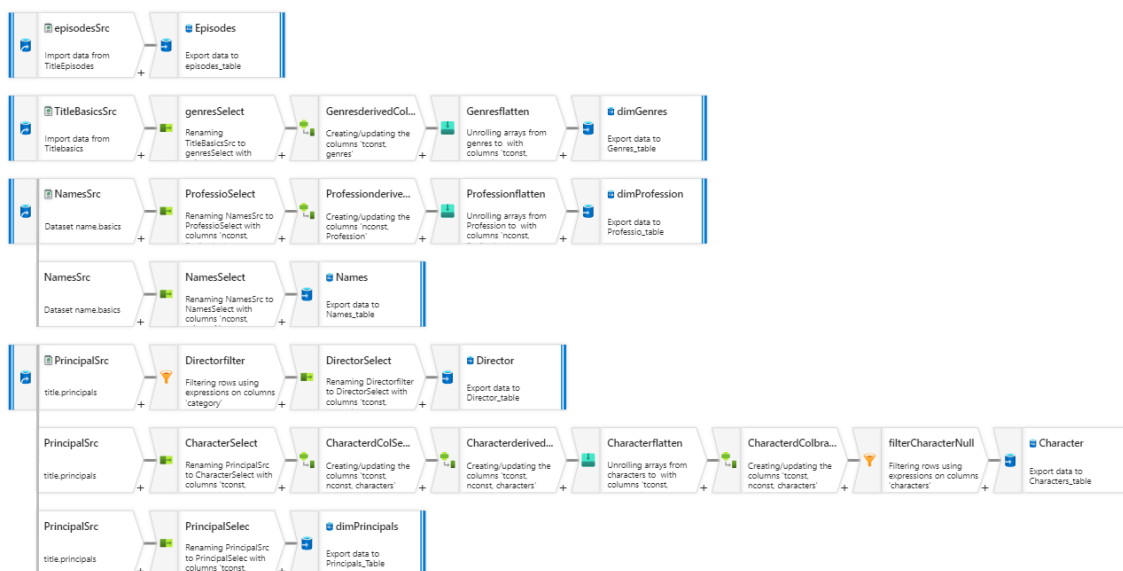 episodesSrc
Import data from
TitleEpisodes
+
Episodes
Export data to
episodes_table
TitleBasicsSrc
Import data from
Titlebasics
+
genresSelect
Renaming
TitleBasicsSrc to
genresSelect with
+
GenresderivedCol...
Creating/updating the
columns 'tconst,
genres'
+
Genresflatten
Unrolling arrays from
genres to with
columns 'tconst,
+
dimGenres
Export data to
Genres_table
NamesSrc
Dataset name.basics
+
ProfessioSelect
Renaming NamesSrc to
ProfessioSelect with
columns 'nconst,
+
Professionderive...
Creating/updating the
columns 'nconst,
Profession'
+
Professionflatten
Unrolling arrays from
Profession to with
columns 'nconst,
+
dimProfession
Export data to
Professio_table
NamesSrc
Dataset name.basics
+
NamesSelect
Renaming NamesSrc to
NamesSelect with
columns 'nconst,
+
Names
Export data to
Names_table
PrincipalSrc
title.principals
+
Directorfilter
Filtering rows using
expressions on columns
'category'
+
DirectorSelect
Renaming Directorfilter
to DirectorSelect with
columns 'tconst,
+
Director
Export data to
Director_table
PrincipalSrc
title.principals
+
CharacterSelect
Renaming PrincipalSrc
to CharacterSelect with
columns 'tconst,
+
CharacterdColSe...
Creating/updating the
columns 'tconst,
nconst, characters'
+
Characterderived...
Creating/updating the
columns 'tconst,
nconst, characters'
+
Characterflatten
Unrolling arrays from
characters to with
columns 'tconst,
+
CharacterdColbra...
Creating/updating the
columns 'tconst,
nconst, characters'
+
filterCharacterNull
Filtering rows using
expressions on columns
'characters'
+
Character
Export data to
Characters_table
PrincipalSrc
title.principals
+
PrincipalSelec
Renaming PrincipalSrc
to PrincipalSelec with
columns 'tconst,
+
dimPrincipals
Export data to
Principals_Table